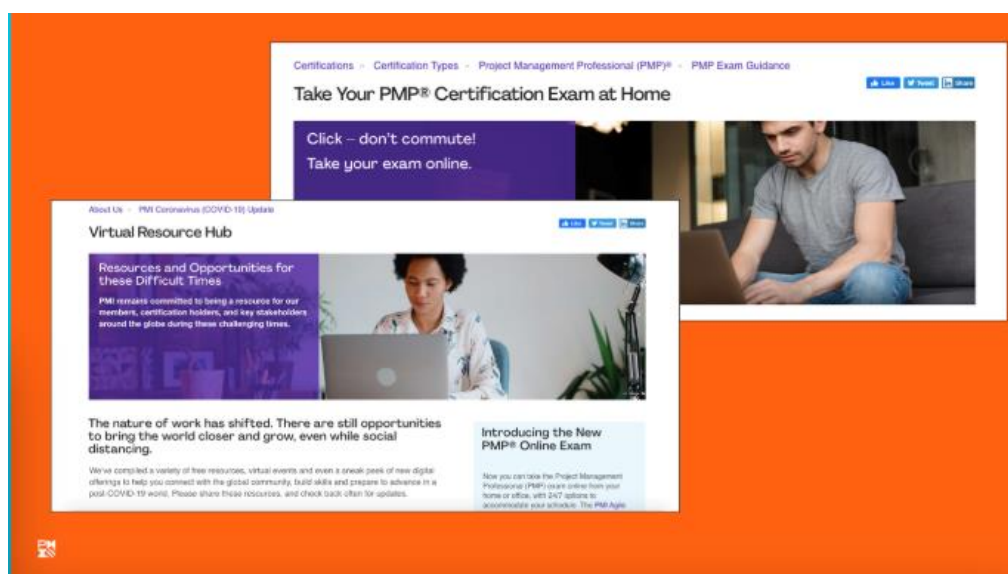 Certifications - Certification Types - Project Management Professional (PMP)® - PMP Exam Guidance
Take Your PMP® Certification Exam at Home
Like Tweet Share
Click – don't commute!
Take your exam online.
About Us - PMI Coronavirus (COVID-19) Update
Virtual Resource Hub
Like Tweet Share
Resources and Opportunities for
these Difficult Times
PMI remains committed to being a resource for our
members, certification holders, and key stakeholders
around the globe during these challenging times.
The nature of work has shifted. There are still opportunities
to bring the world closer and grow, even while social
distancing.
We've compiled a variety of free resources, virtual events and even a sneak peek of new digital
offerings to help you connect with the global community, build skills and prepare to advance in a
post-COVID-19 world. Please share these resources, and check back often for updates.
Introducing the New
PMP® Online Exam
Now you can take the Project Management
Professional (PMP) exam online from your
home or office, with 24/7 options to
accommodate your schedule. The PMI Agile